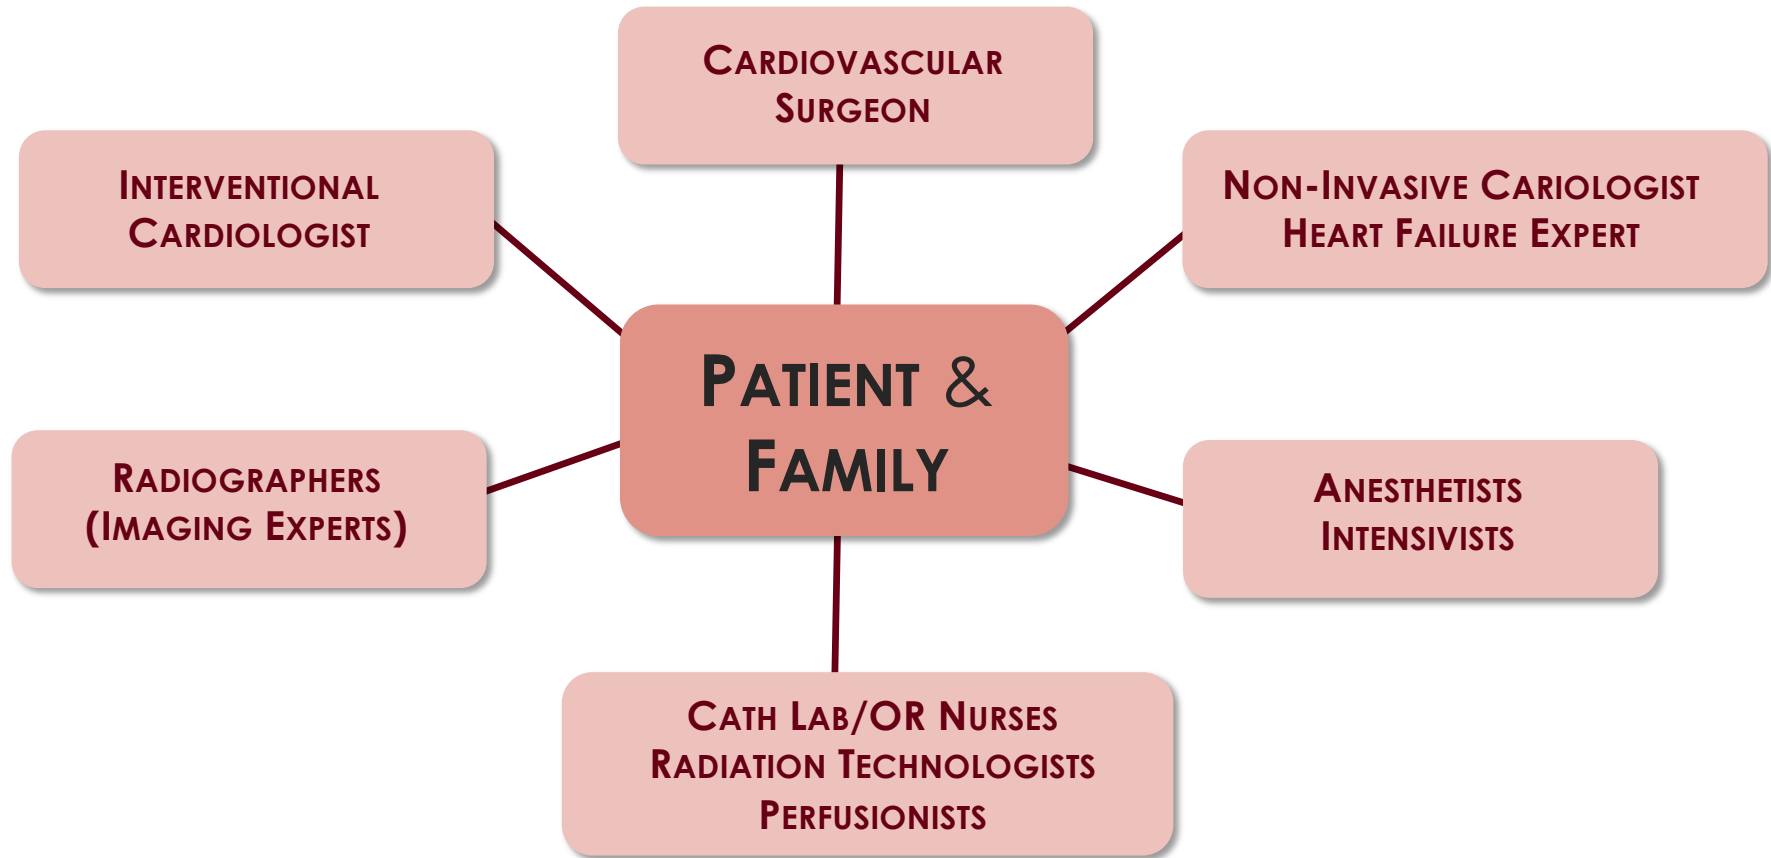 CARDIOVASCULAR
SURGEON
INTERVENTIONAL
CARDIOLOGIST
NON-INVASIVE CARIOLOGIST
HEART FAILURE EXPERT
PATIENT &
FAMILY
RADIOGRAPHERS
(IMAGING EXPERTS)
ANESTHETISTS
INTENSIVISTS
CATH LAB/OR NURSES
RADIATION TECHNOLOGISTS
PERFUSIONISTS